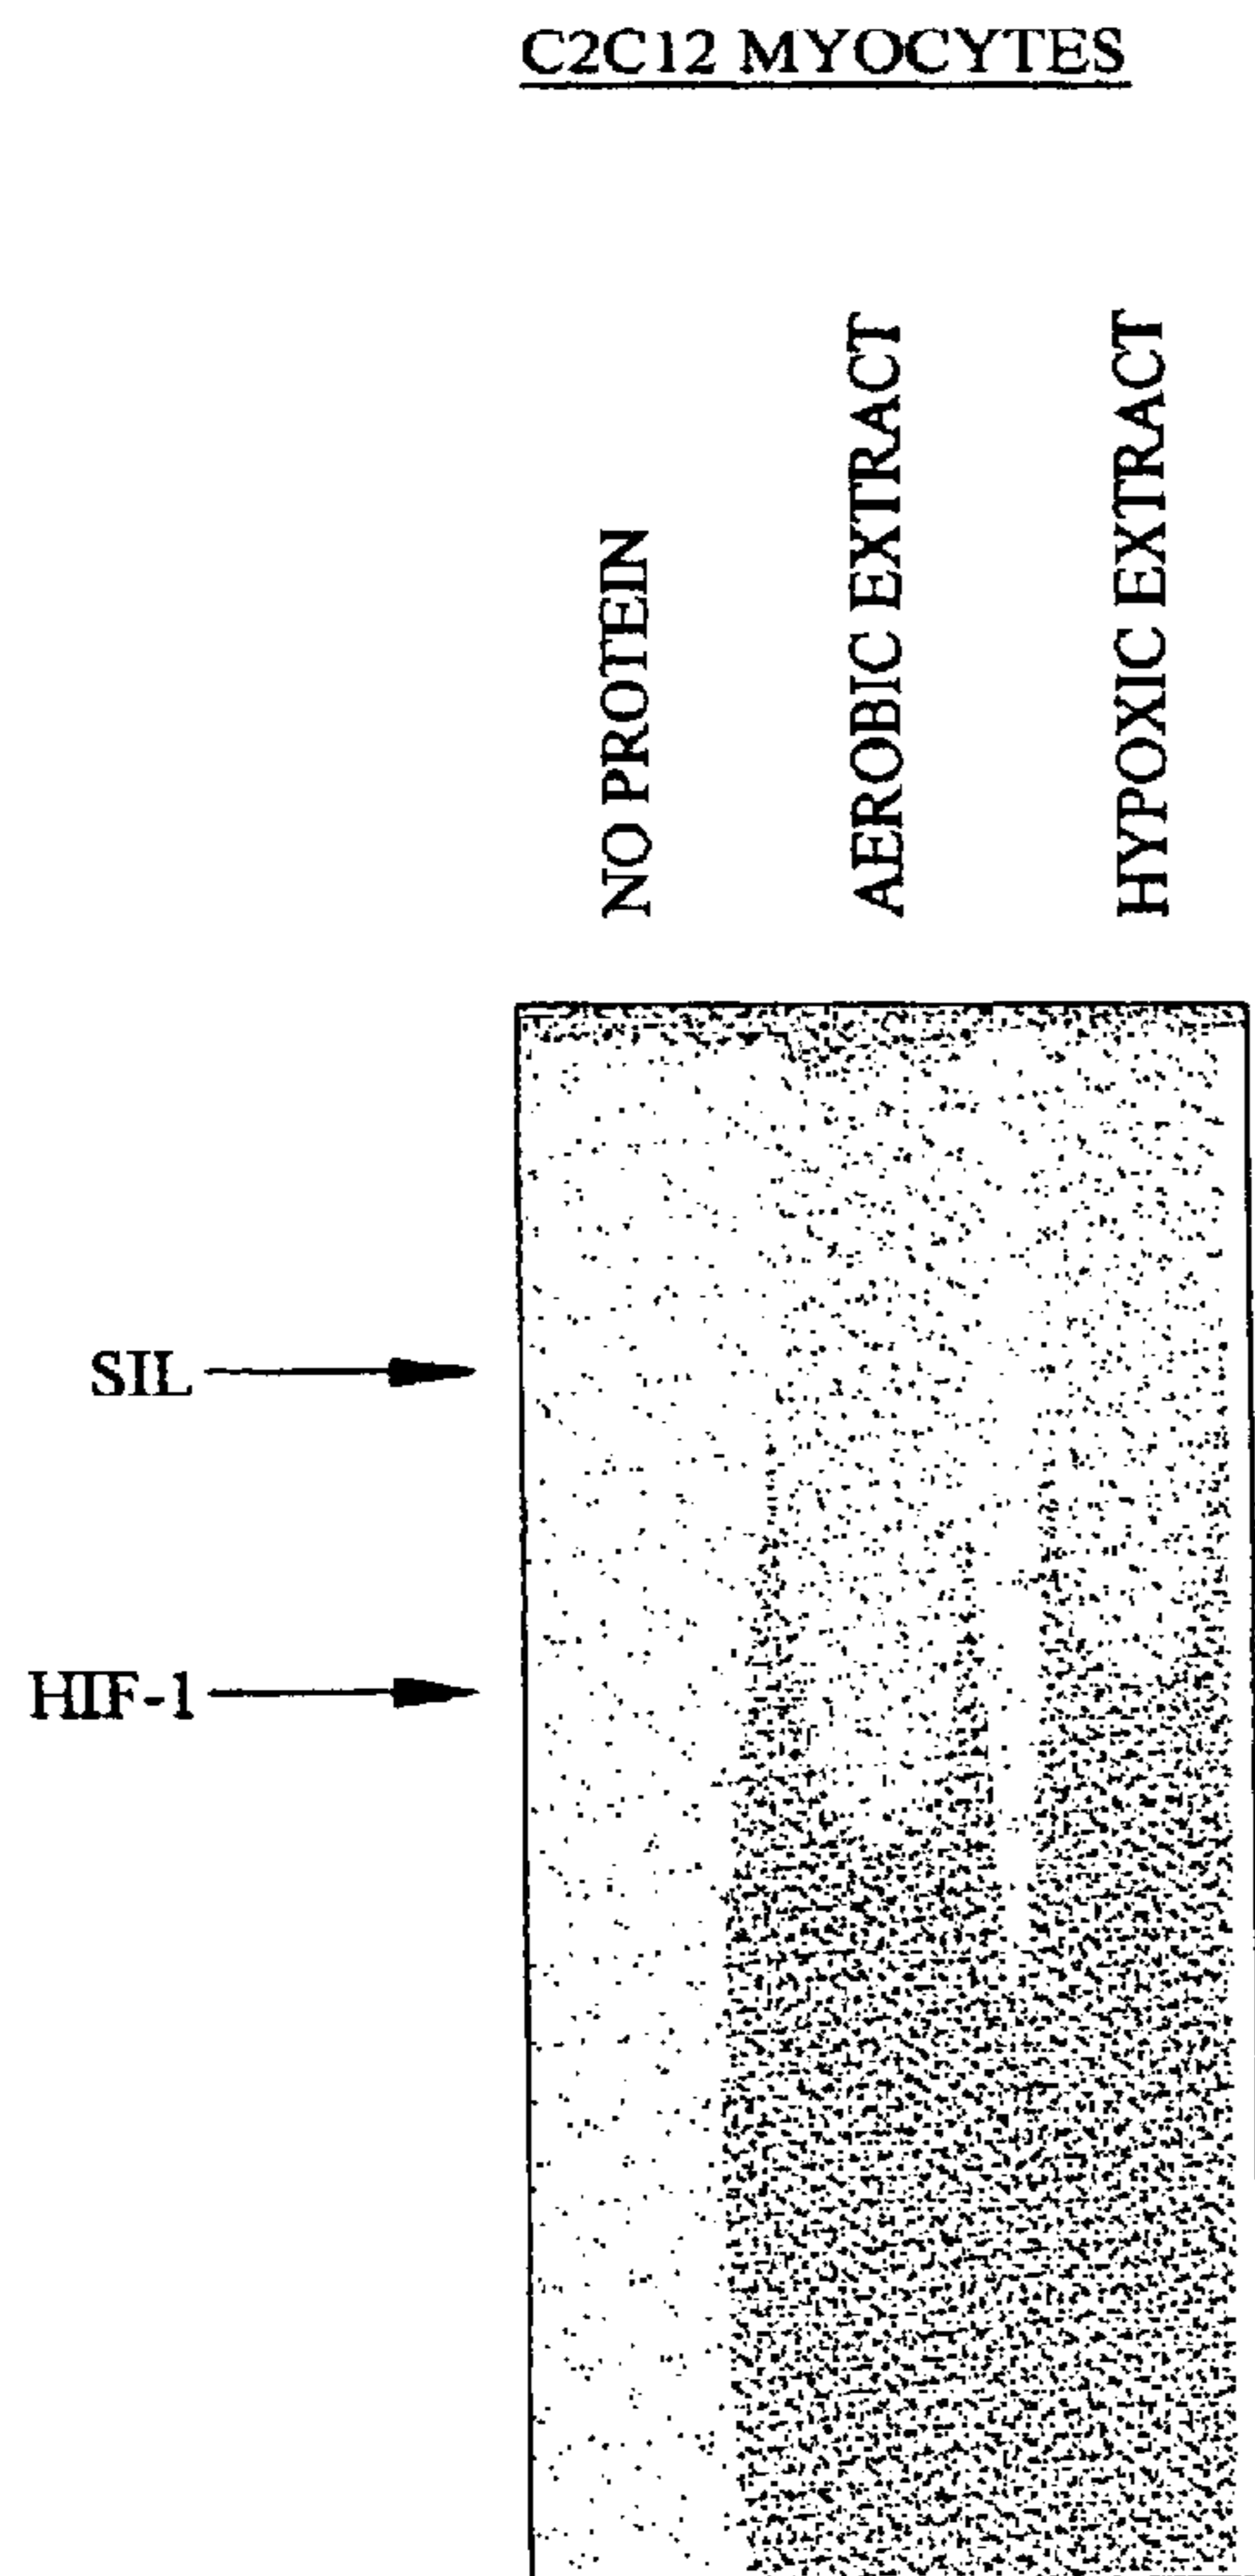 C2C12 MYOCYTES
NO PROTEIN
AEROBIC EXTRACT
HYPOXIC EXTRACT
SIL
HIF-1